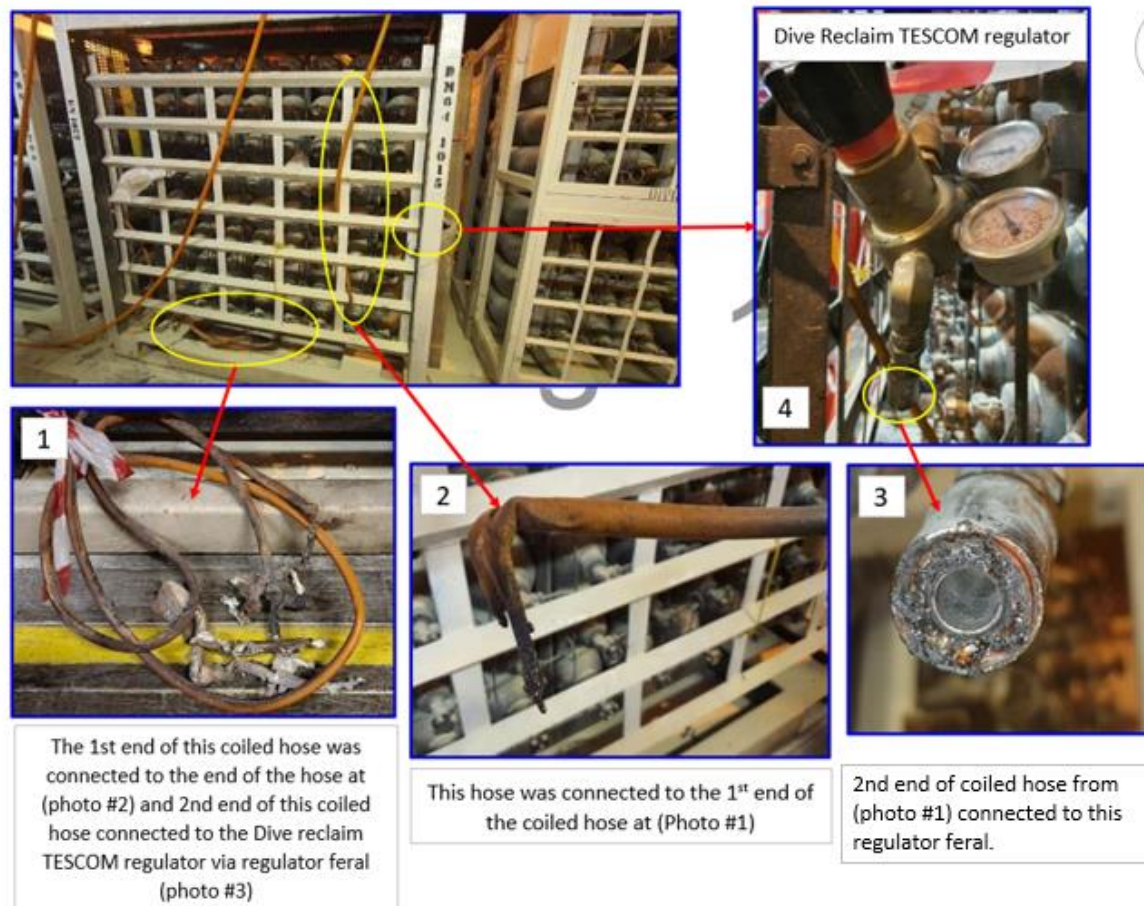 Dive Reclaim TESCOM regulator
1015
4
1
2
3
The 1st end of this coiled hose was
connected to the end of the hose at
(photo #2) and 2nd end of this coiled
hose connected to the Dive reclaim
TESCOM regulator via regulator feral
(photo #3)
This hose was connected to the 1st end of
the coiled hose at (Photo #1)
2nd end of coiled hose from
(photo #1) connected to this
regulator feral.